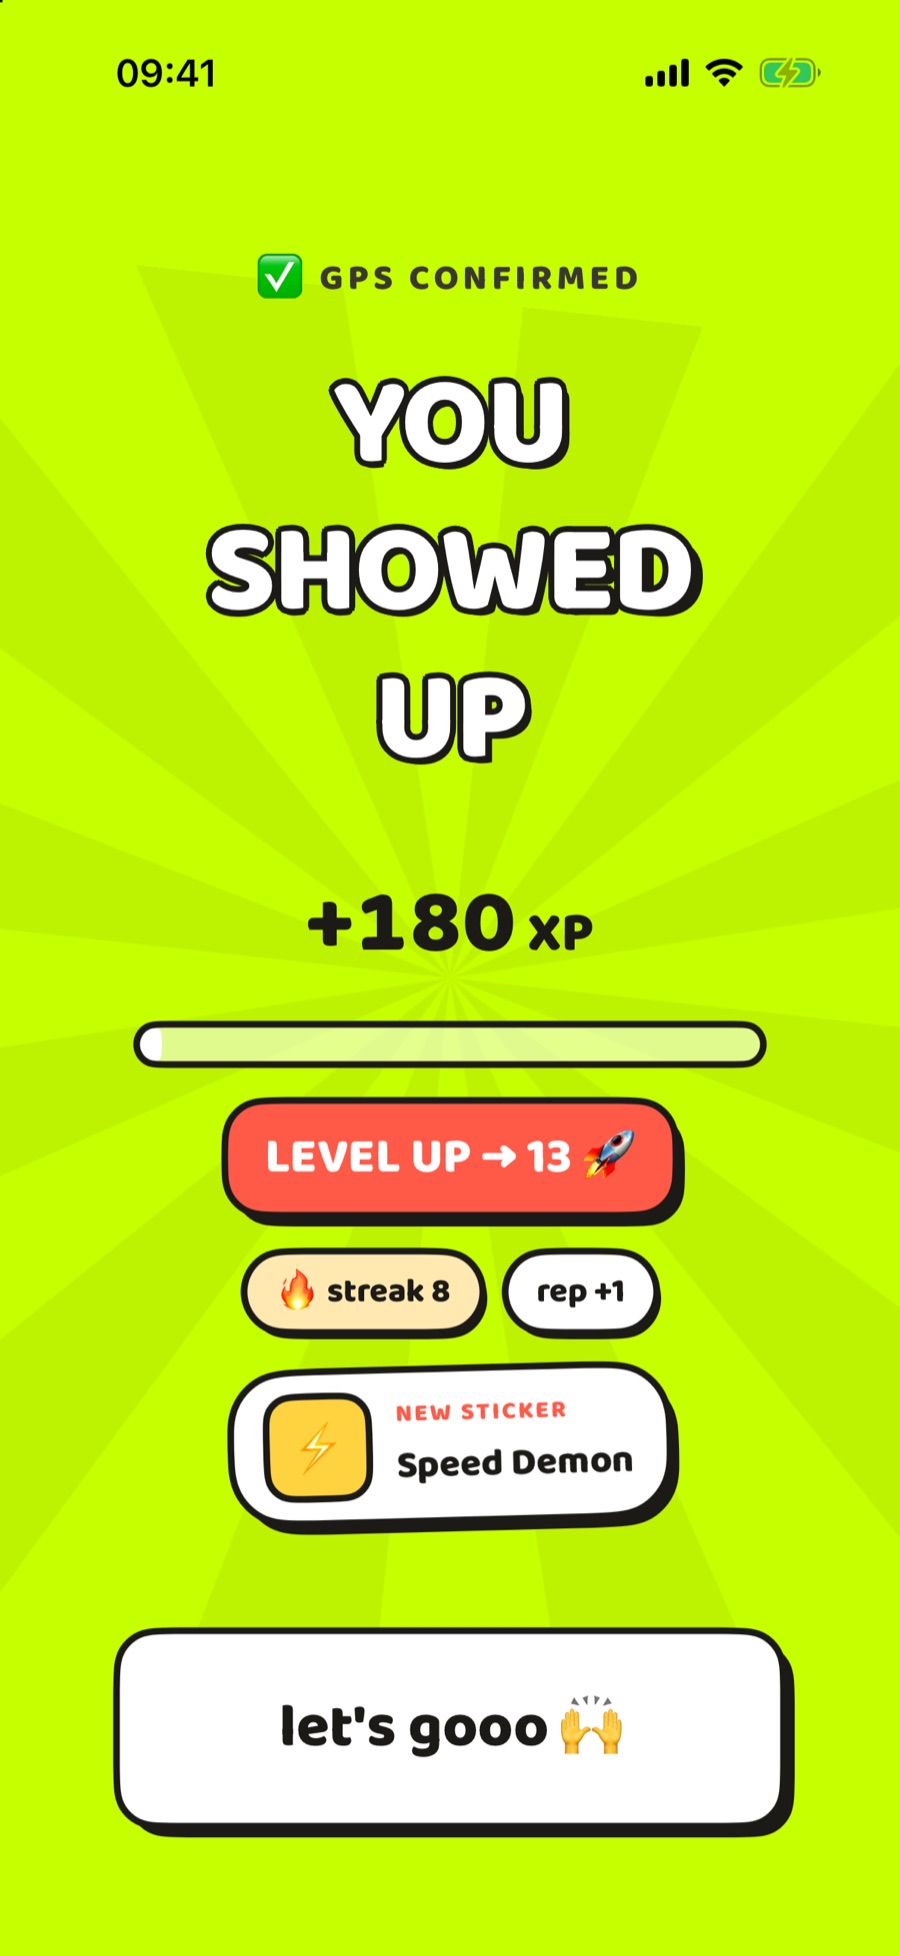 09:41
✅ GPS CONFIRMED
YOU
SHOWED
UP
+180 XP
LEVEL UP → 13 🚀
🔥 streak 8
rep +1
NEW STICKER
Speed Demon
let's gooo 🙌